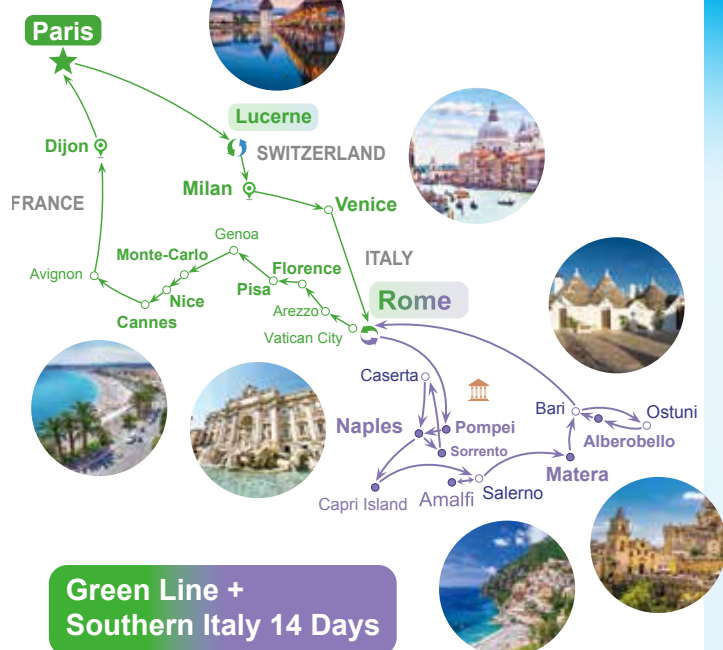 Paris
Lucerne
Dijon
SWITZERLAND
Milan
FRANCE
Venice
Genoa
Monte-Carlo
ITALY
Florence
Avignon
Pisa
Nice
Rome
Arezzo
Cannes
Vatican City
Caserta
Bari
Ostuni
Naples
Pompei
Alberobello
Sorrento
Matera
Capri Island
Amalfi
Salerno
Green Line +
Southern Italy 14 Days